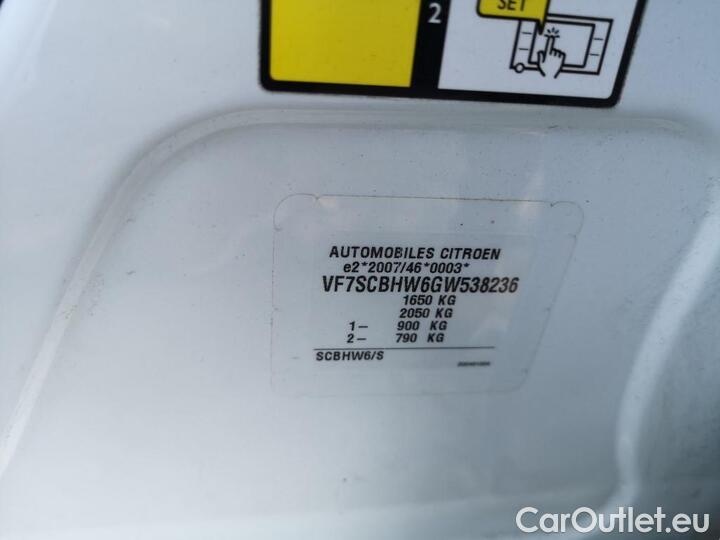 SET
2
AUTOMOBILES CITROEN
e2*2007/46*0003*
VF7SCBHW6GW538236
1650 KG
2050 KG
1— 900 KG
2— 790 KG
SCBHW6/S
CarOutlet.eu